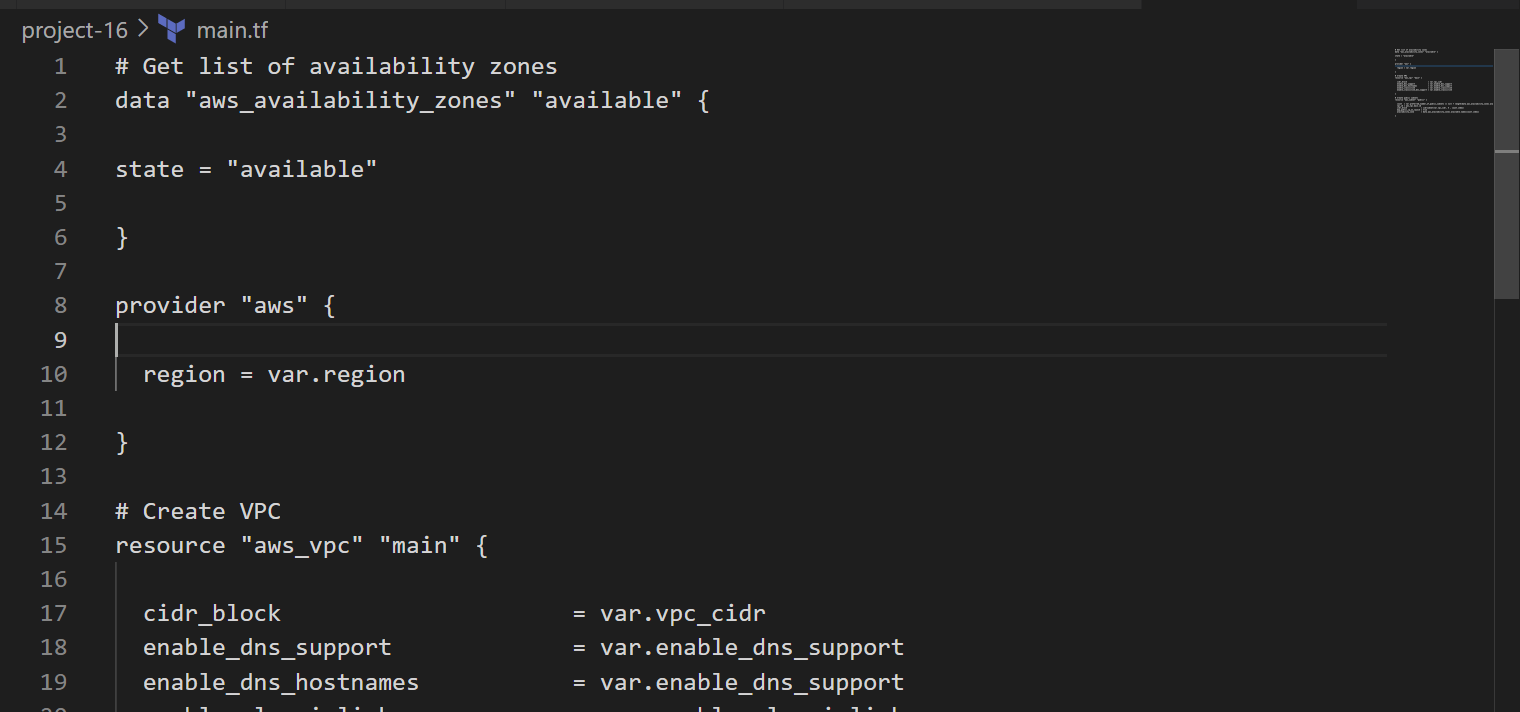 project-16 > main.tf
1 # Get list of availability zones
2 data "aws_availability_zones" "available" {
3
4 state = "available"
5
6 }
7
8 provider "aws" {
9
10 region = var.region
11
12 }
13
14 # Create VPC
15 resource "aws_vpc" "main" {
16
17 cidr_block = var.vpc_cidr
18 enable_dns_support = var.enable_dns_support
19 enable_dns_hostnames = var.enable_dns_support